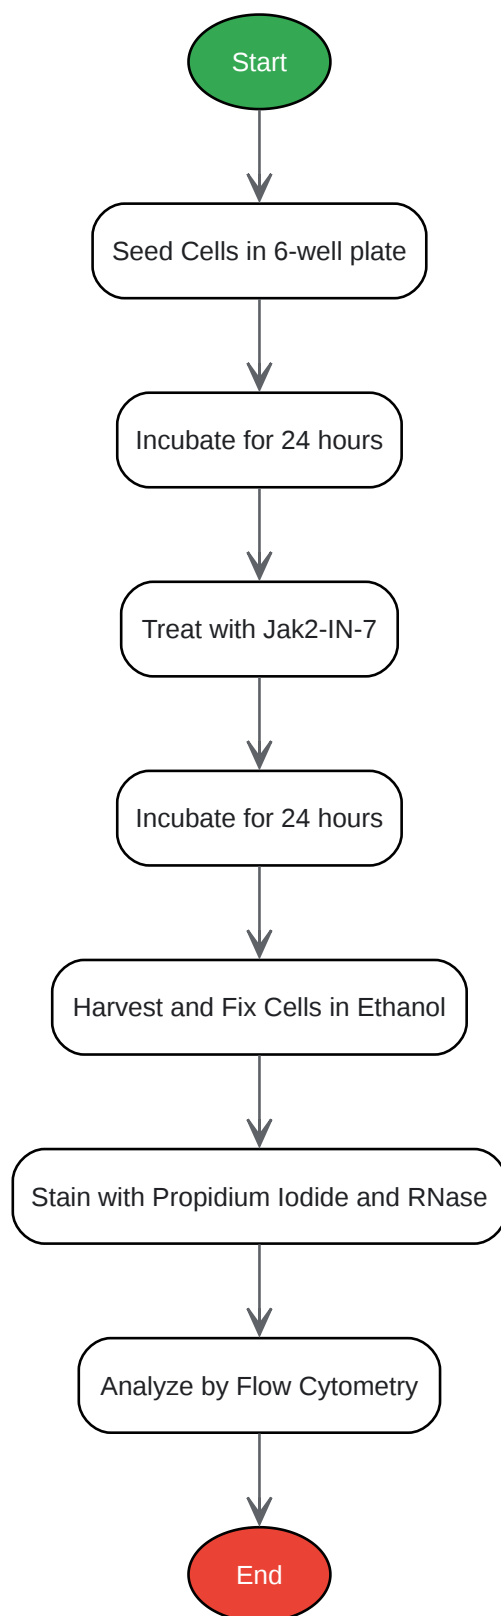 Start
Seed Cells in 6-well plate
Incubate for 24 hours
Treat with Jak2-IN-7
Incubate for 24 hours
Harvest and Fix Cells in Ethanol
Stain with Propidium Iodide and RNase
Analyze by Flow Cytometry
End